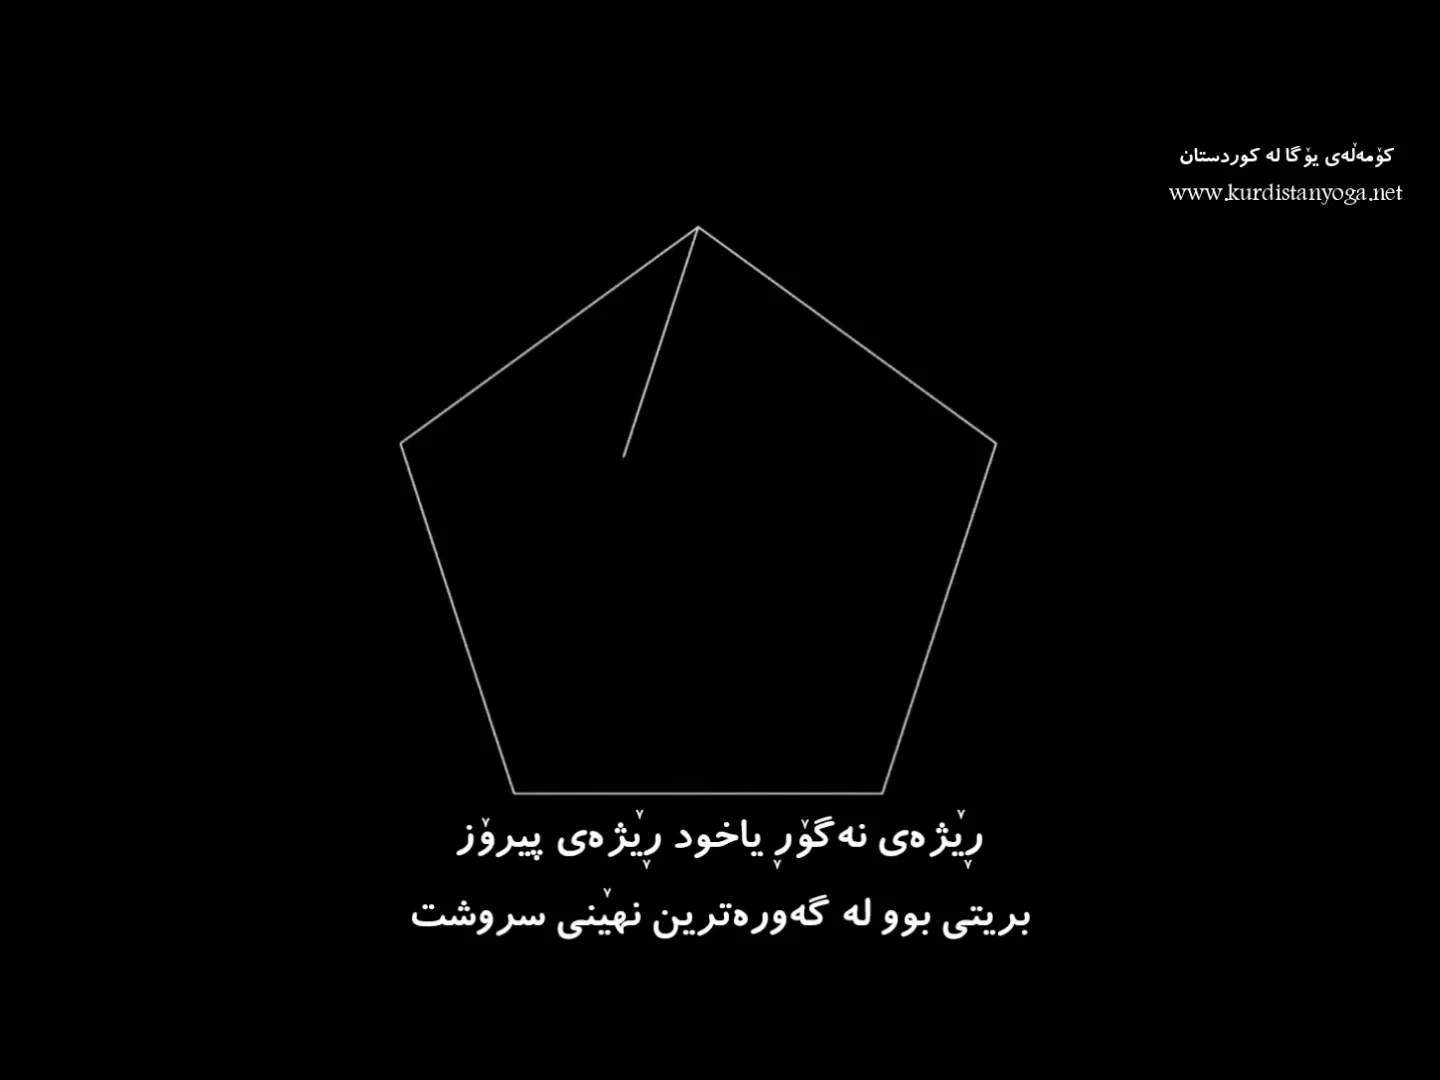 کۆمەڵەی یۆگا لە کوردستان
www.kurdistanyoga.net
ڕێژەی نەگۆڕ یاخود ڕێژەی پیرۆز
بریتی بوو لە گەورەترین نهێنی سروشت